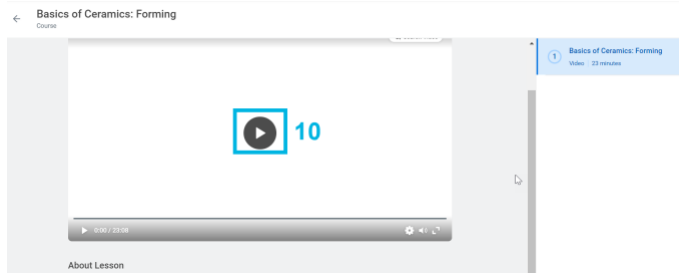 Basics of Ceramics: Forming
Course
1
Basics of Ceramics: Forming
Video | 23 minutes
10
0:00 / 23:08
About Lesson